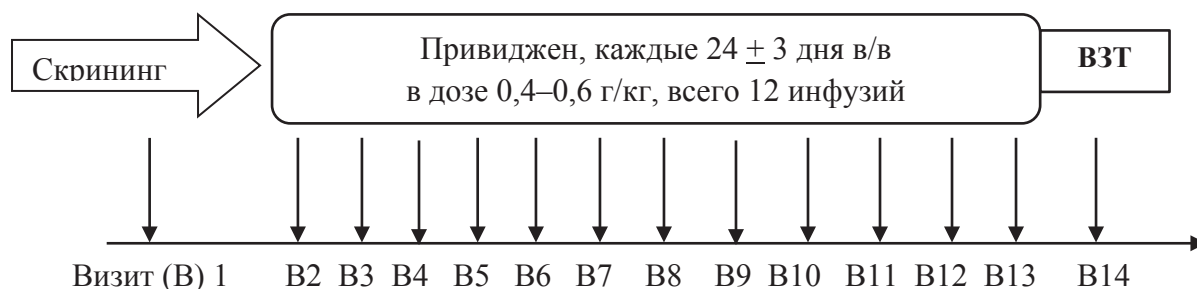 Скрининг
Привиджен, каждые 24 ± 3 дня в/в
в дозе 0,4–0,6 г/кг, всего 12 инфузий
ВЗТ
Визит (В) 1 В2 В3 В4 В5 В6 В7 В8 В9 В10 В11 В12 В13 В14